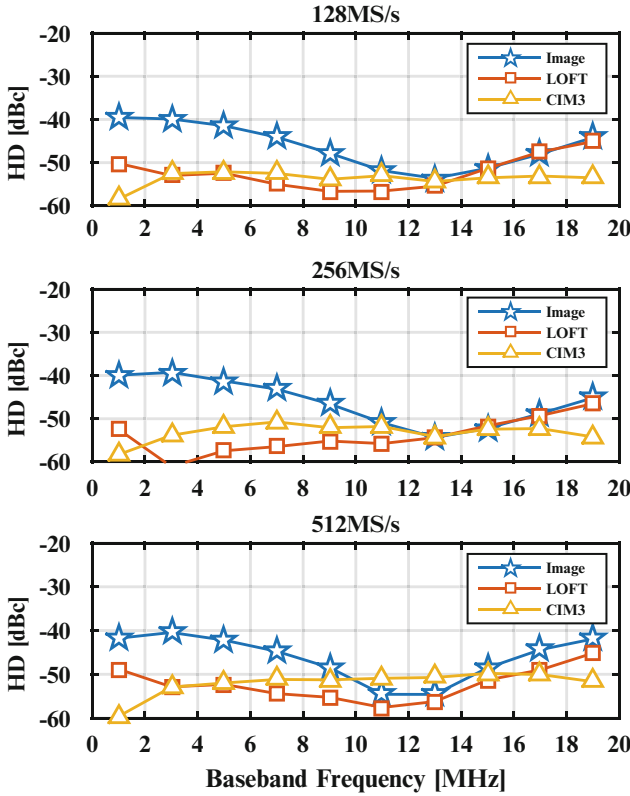 128MS/s
-20
-30
-40
-50
-60
HD [dBc]
Image
LOFT
CIM3
0 2 4 6 8 10 12 14 16 18 20
256MS/s
-20
-30
-40
-50
-60
HD [dBc]
Image
LOFT
CIM3
0 2 4 6 8 10 12 14 16 18 20
512MS/s
-20
-30
-40
-50
-60
HD [dBc]
Image
LOFT
CIM3
0 2 4 6 8 10 12 14 16 18 20
Baseband Frequency [MHz]